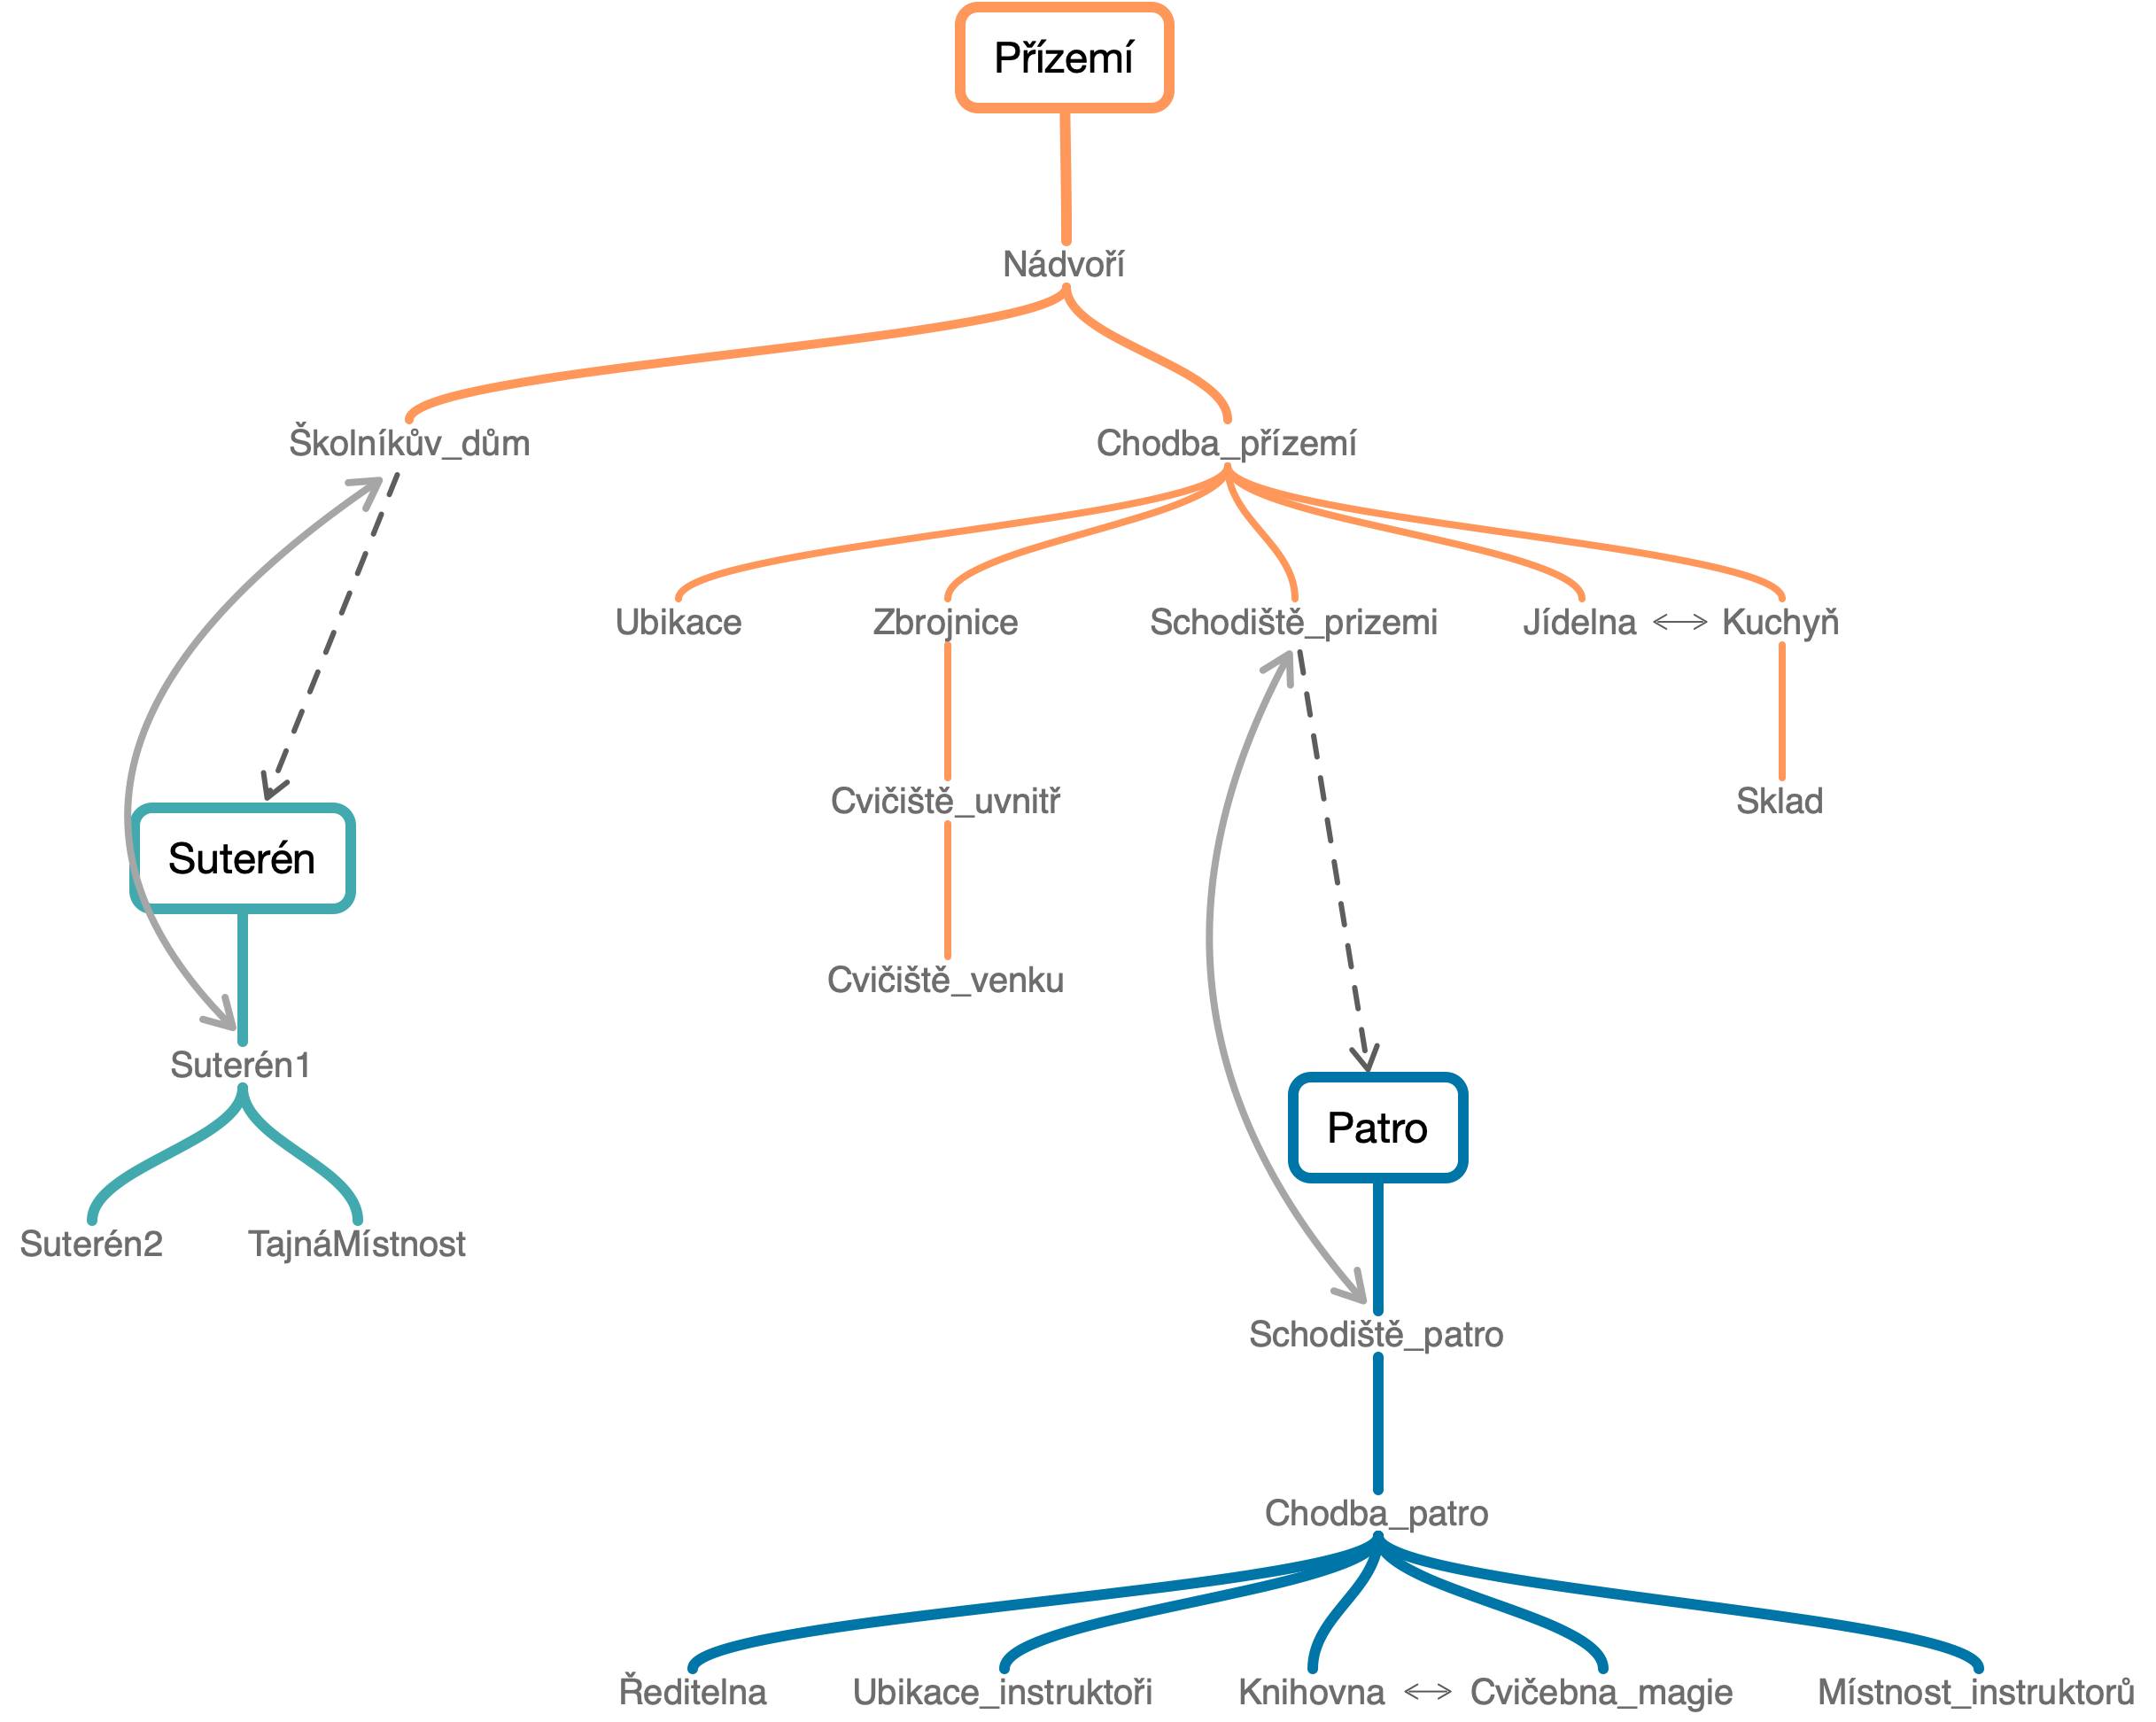 Přízemí
Nádvoří
Školníkův_dům
Chodba_přízemí
Ubikace
Zbrojnice
Schodiště_prizemi
Jídelna
Kuchyň
Cvičiště_uvnitř
Sklad
Suterén
Cvičiště_venku
Suterén1
Patro
Suterén2
TajnáMístnost
Schodiště_patro
Chodba_patro
Ředitelna
Ubikace_instruktoři
Knihovna
Cvičebna_magie
Místnost_instruktorů